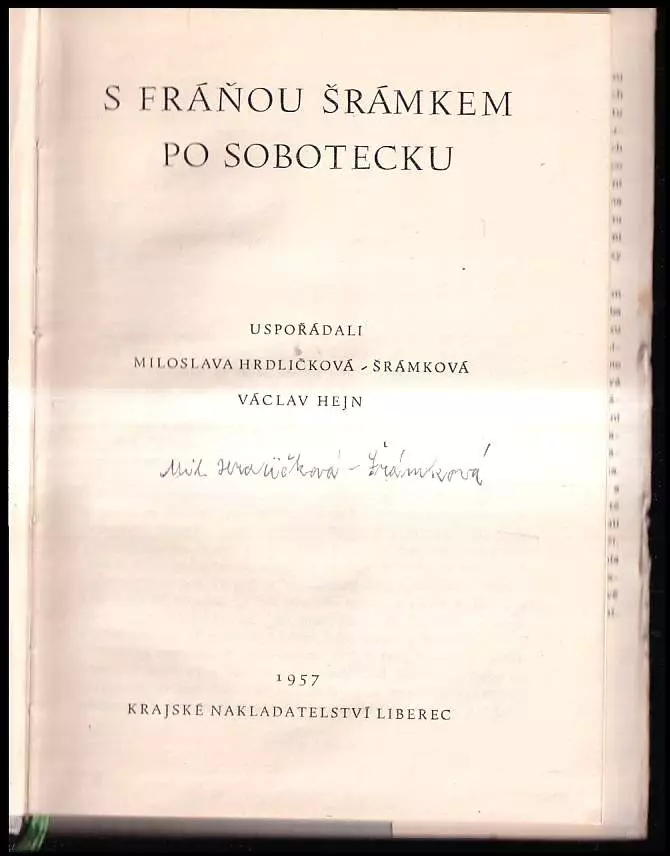 S FRÁŇOU ŠRÁMKEM
PO SOBOTECKU
USPOŘÁDALI
MILOSLAVA HRDLIČKOVÁ - ŠRÁMKOVÁ
VÁCLAV HEJN
Mil Hrdličková - Šrámková
1957
KRAJSKÉ NAKLADATELSTVÍ LIBEREC